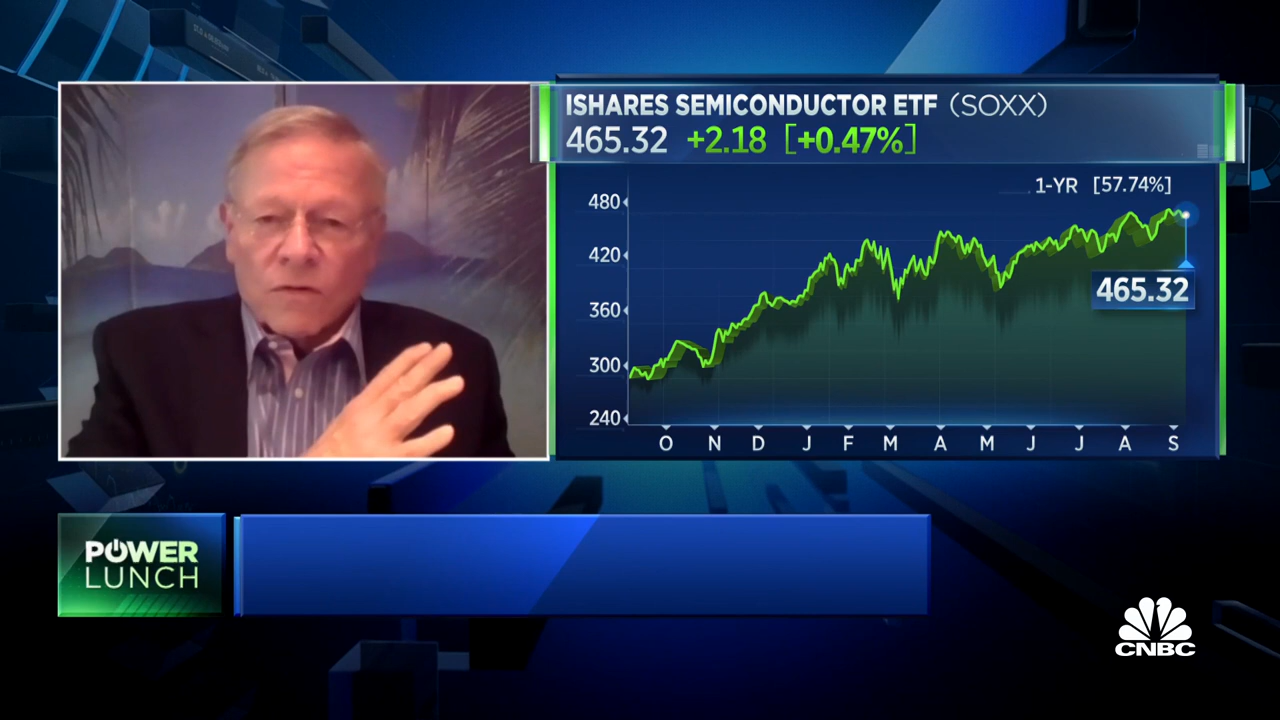 ISHARES SEMICONDUCTOR ETF (SOXX)
465.32 +2.18 [+0.47%]
1-YR [57.74%]
480
420
360
300
240
465.32
O N D J F M A M J J A S
POWER
LUNCH
CNBC